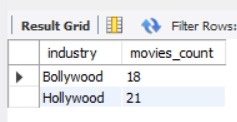 Result Grid Filter Rows:
industry movies_count
Bollywood 18
Hollywood 21